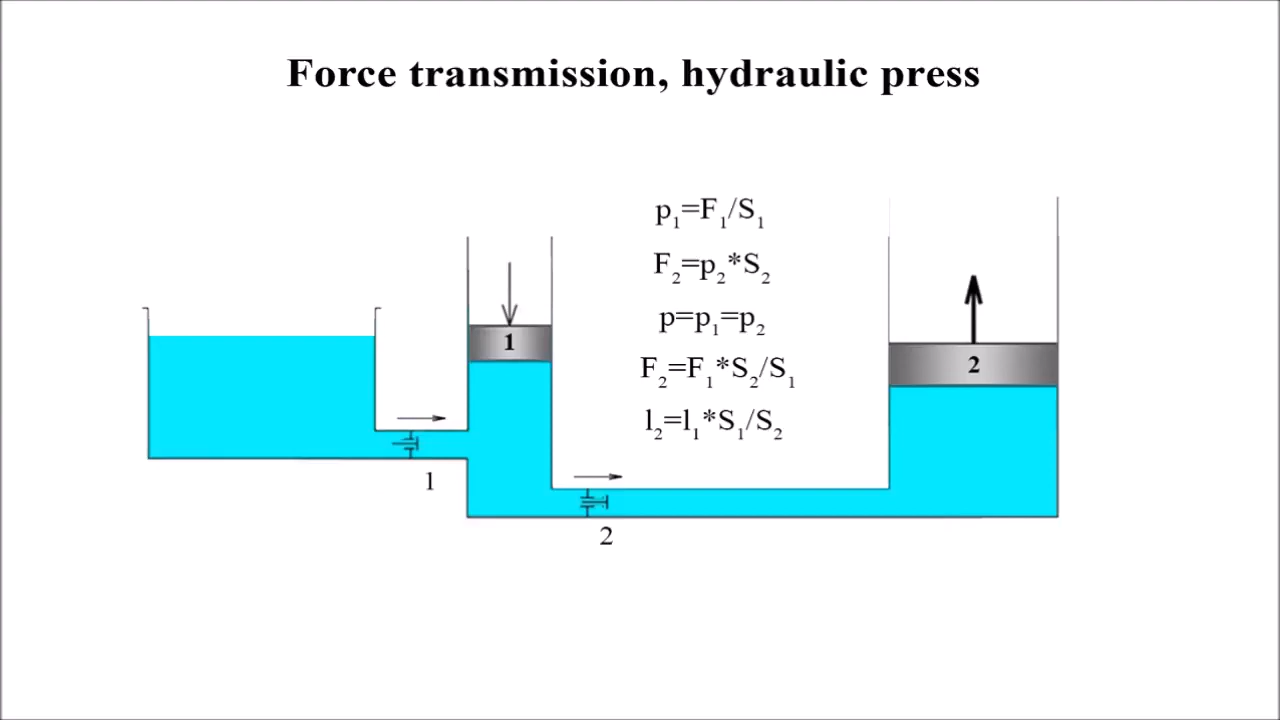 Force transmission, hydraulic press
p₁=F₁/S₁
F₂=p₂*S₂
p=p₁=p₂
F₂=F₁*S₂/S₁
l₂=l₁*S₁/S₂
1
2
1
2